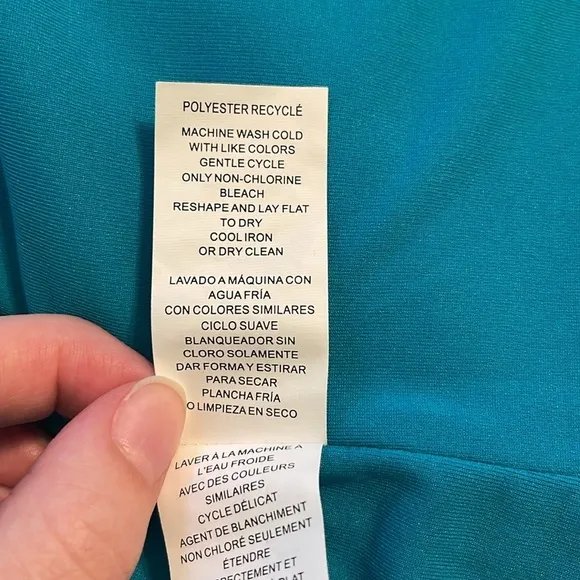 POLYESTER RECYCLÉ
MACHINE WASH COLD
WITH LIKE COLORS
GENTLE CYCLE
ONLY NON-CHLORINE
BLEACH
RESHAPE AND LAY FLAT
TO DRY
COOL IRON
OR DRY CLEAN
LAVADO A MÁQUINA CON
AGUA FRÍA
CON COLORES SIMILARES
CICLO SUAVE
BLANQUEADOR SIN
CLORO SOLAMENTE
DAR FORMA Y ESTIRAR
PARA SECAR
PLANCHA FRÍA
O LIMPIEZA EN SECO
LAVER À LA MACHINE À
L'EAU FROIDE
AVEC DES COULEURS
SIMILAIRES
CYCLE DÉLICAT
AGENT DE BLANCHIMENT
NON CHLORÉ SEULEMENT
ÉTENDRE
ET
PLAT